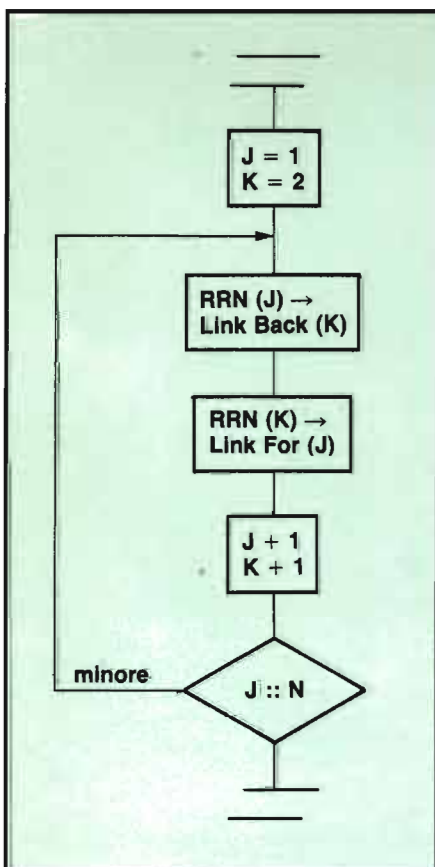 J = 1
K = 2
RRN (J) →
Link Back (K)
RRN (K) →
Link For (J)
J + 1
K + 1
minore
J :: N